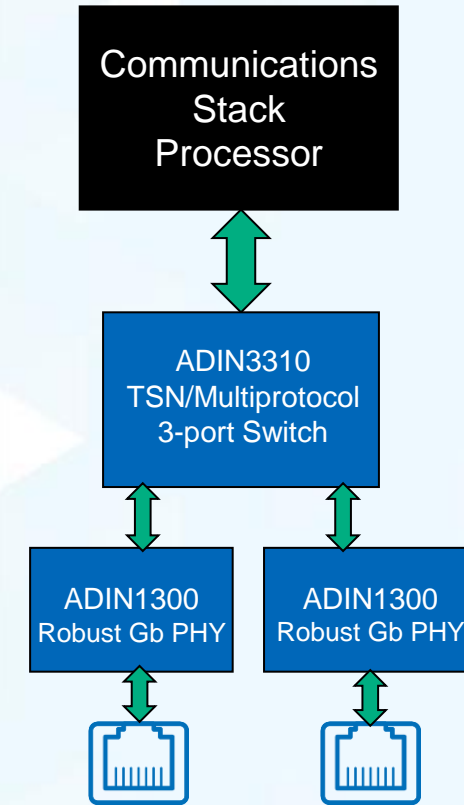 Communications
Stack
Processor
ADIN3310
TSN/Multiprotocol
3-port Switch
ADIN1300
Robust Gb PHY
ADIN1300
Robust Gb PHY